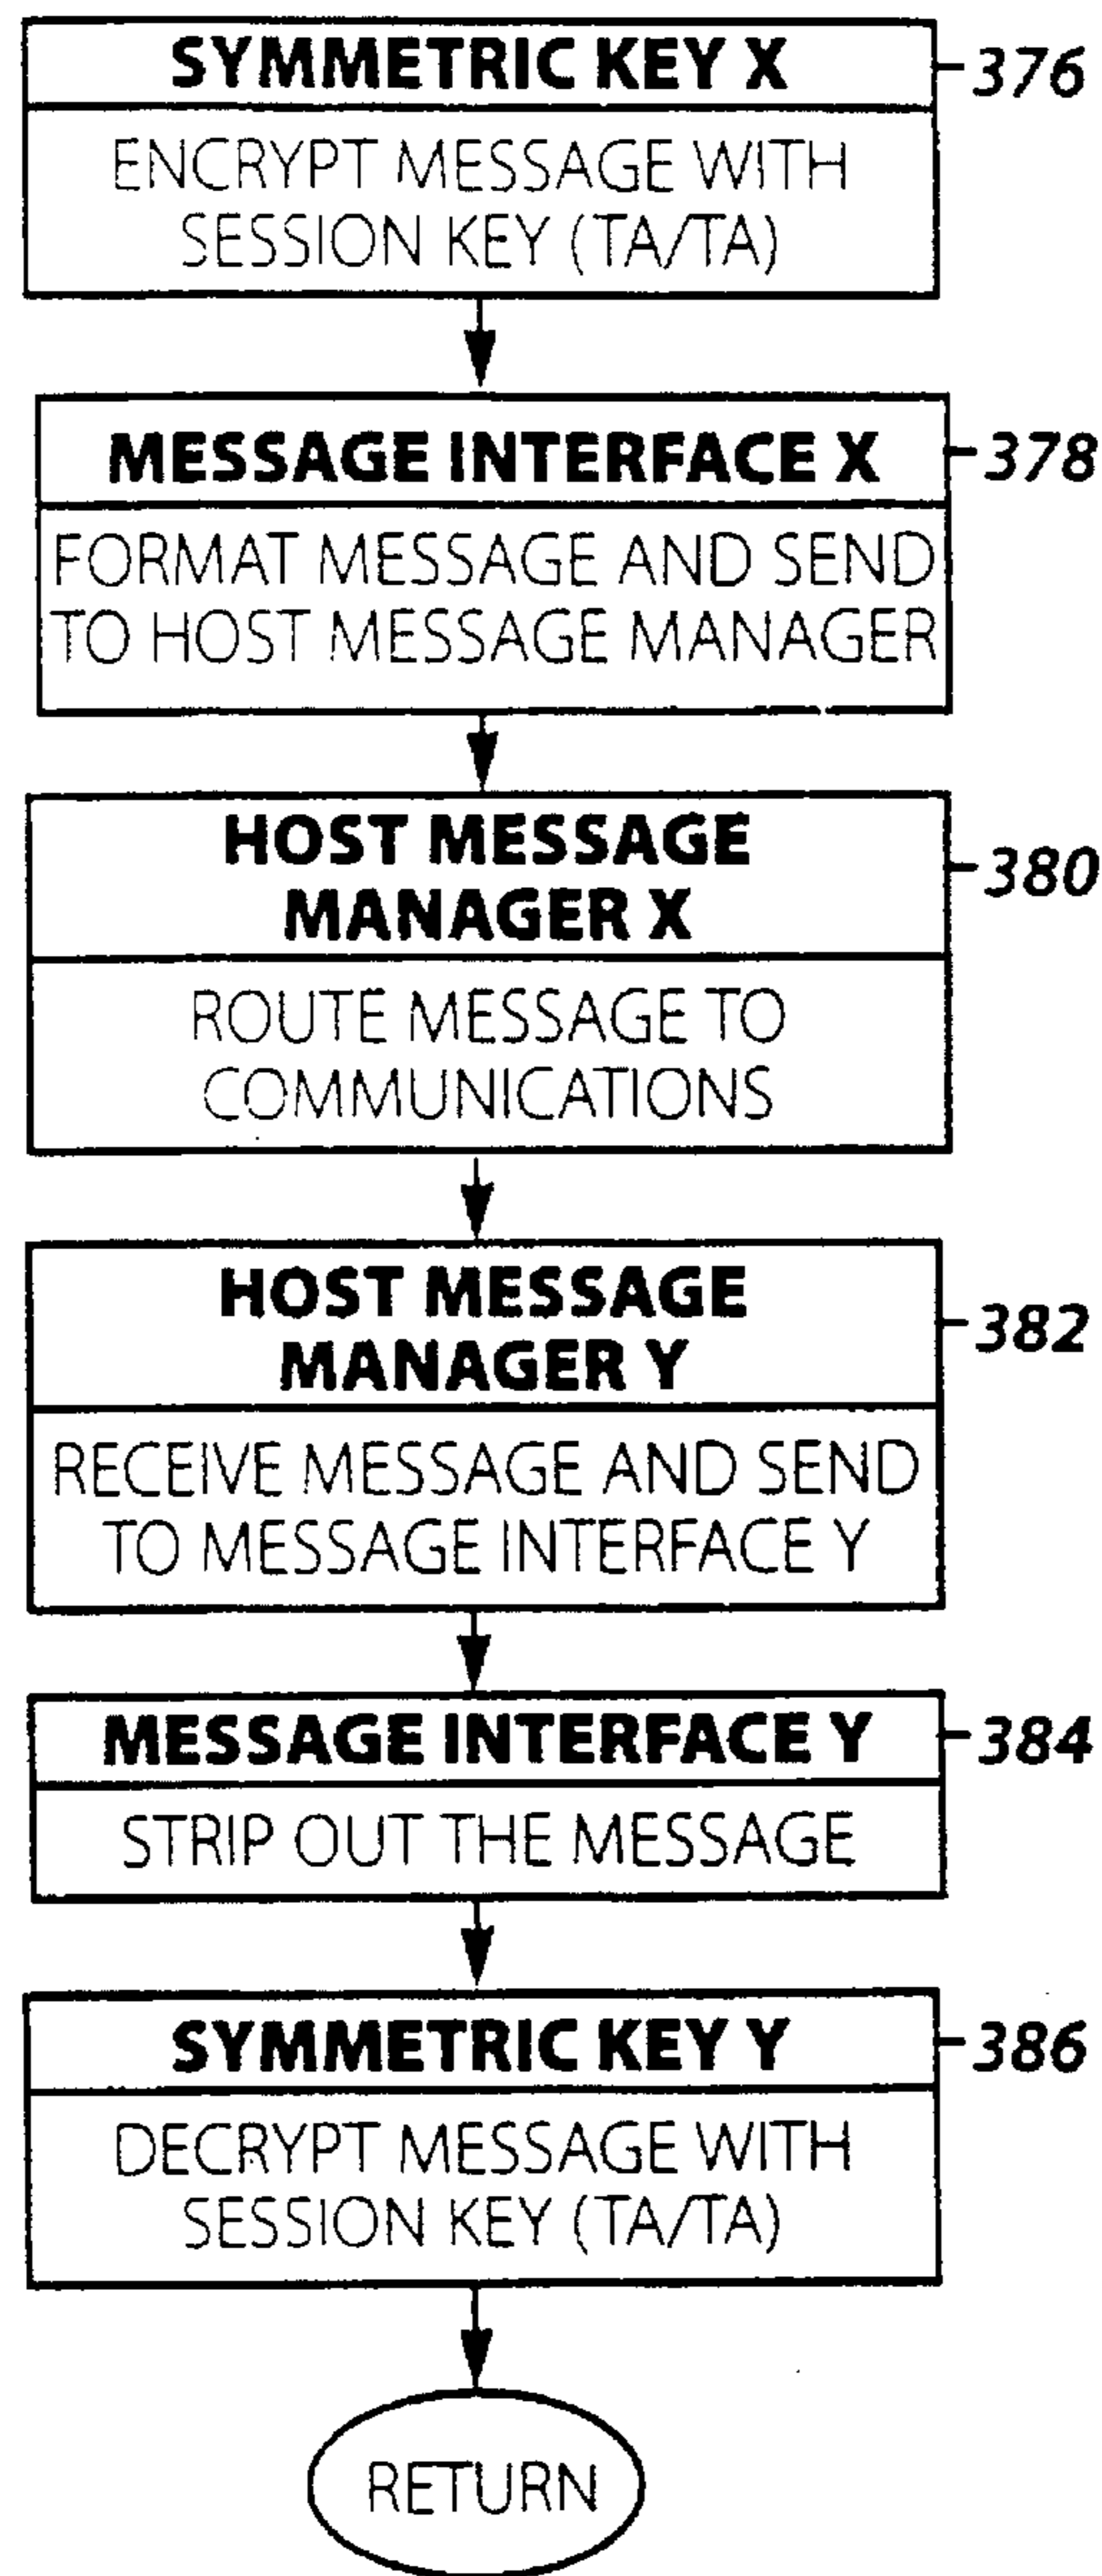 SYMMETRIC KEY X
376
ENCRYPT MESSAGE WITH
SESSION KEY (TA/TA)
MESSAGE INTERFACE X
378
FORMAT MESSAGE AND SEND
TO HOST MESSAGE MANAGER
HOST MESSAGE
MANAGER X
380
ROUTE MESSAGE TO
COMMUNICATIONS
HOST MESSAGE
MANAGER Y
382
RECEIVE MESSAGE AND SEND
TO MESSAGE INTERFACE Y
MESSAGE INTERFACE Y
384
STRIP OUT THE MESSAGE
SYMMETRIC KEY Y
386
DECRYPT MESSAGE WITH
SESSION KEY (TA/TA)
RETURN